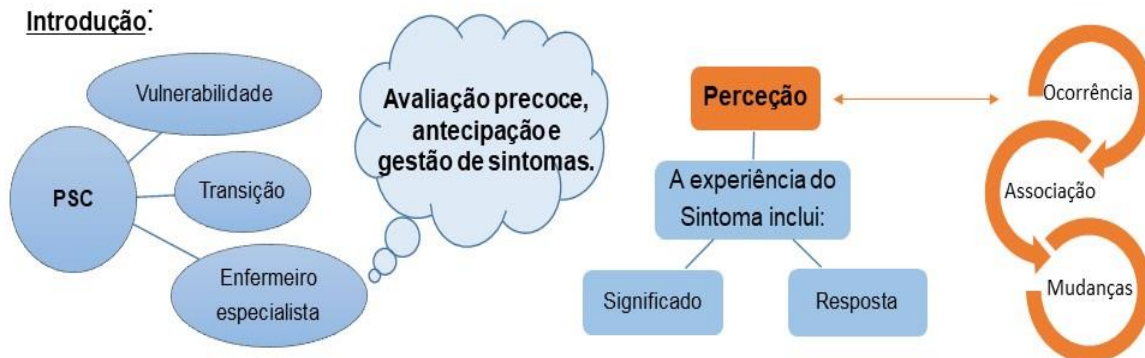 Introdução:
Vulnerabilidade
PSC
Transição
Enfermeiro
especialista
Avaliação precoce,
antecipação e
gestão de sintomas.
Perceção
A experiência do
Sintoma inclui:
Significado
Resposta
Ocorrência
Associação
Mudanças